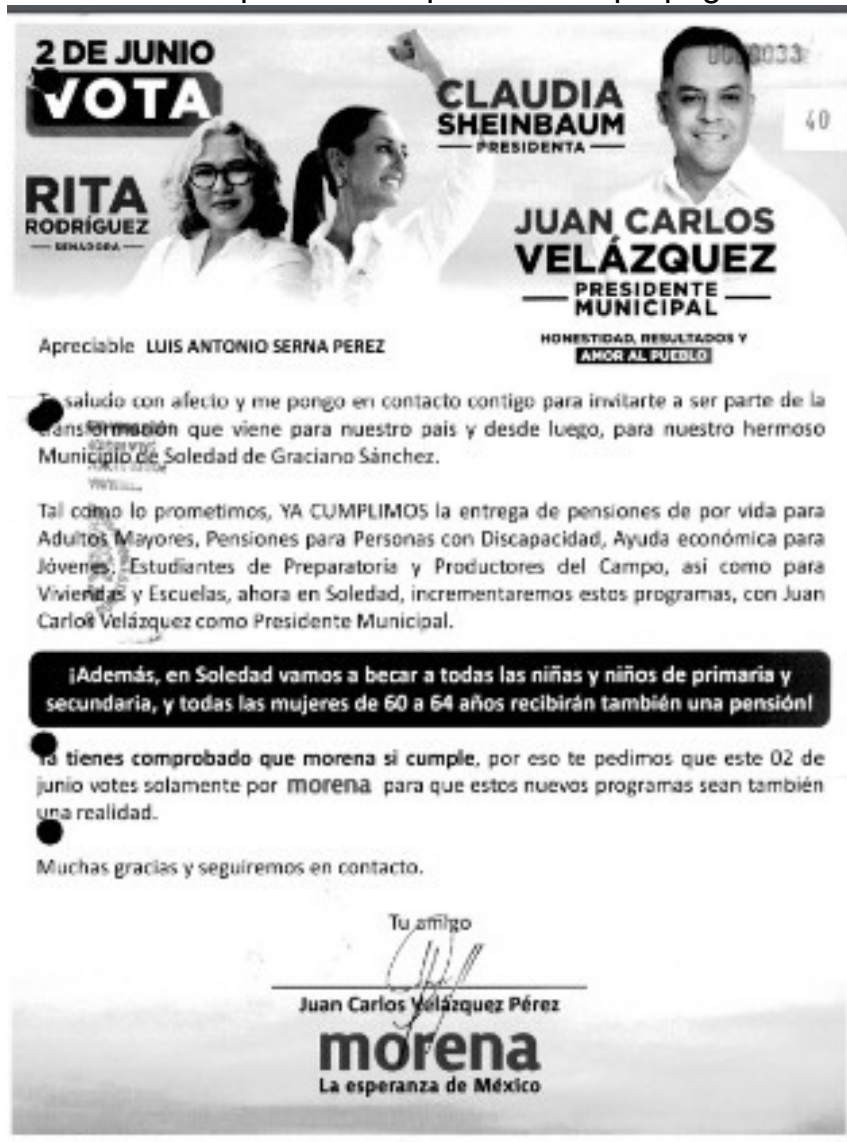 2 DE JUNIO
VOTA
CLAUDIA
SHEINBAUM
PRESIDENTA
40
RITA
RODRÍGUEZ
SENADORA
JUAN CARLOS
VELÁZQUEZ
PRESIDENTE
MUNICIPAL
HONESTIDAD, RESULTADOS Y
AMOR AL PUEBLO
Apreciable LUIS ANTONIO SERNA PEREZ
saludo con afecto y me pongo en contacto contigo para invitarte a ser parte de la
transformación que viene para nuestro país y desde luego, para nuestro hermoso
Municipio de Soledad de Graciano Sánchez.
Tal como lo prometimos, YA CUMPLIMOS la entrega de pensiones de por vida para
Adultos Mayores, Pensiones para Personas con Discapacidad, Ayuda económica para
Jóvenes, Estudiantes de Preparatoria y Productores del Campo, así como para
Viviendas y Escuelas, ahora en Soledad, incrementaremos estos programas, con Juan
Carlos Velázquez como Presidente Municipal.
¡Además, en Soledad vamos a becar a todas las niñas y niños de primaria y
secundaria, y todas las mujeres de 60 a 64 años recibirán también una pensión!
Ya tienes comprobado que morena si cumple, por eso te pedimos que este 02 de
junio votes solamente por morena para que estos nuevos programas sean también
una realidad.
Muchas gracias y seguiremos en contacto.
Tu amigo
Juan Carlos Velázquez Pérez
morena
La esperanza de México